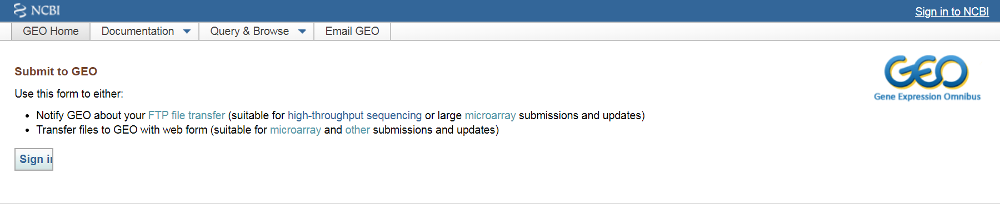 NCBI
Sign in to NCBI
GEO Home Documentation Query & Browse Email GEO
GEO
Gene Expression Omnibus
Submit to GEO
Use this form to either:
• Notify GEO about your FTP file transfer (suitable for high-throughput sequencing or large microarray submissions and updates)
• Transfer files to GEO with web form (suitable for microarray and other submissions and updates)
Sign in